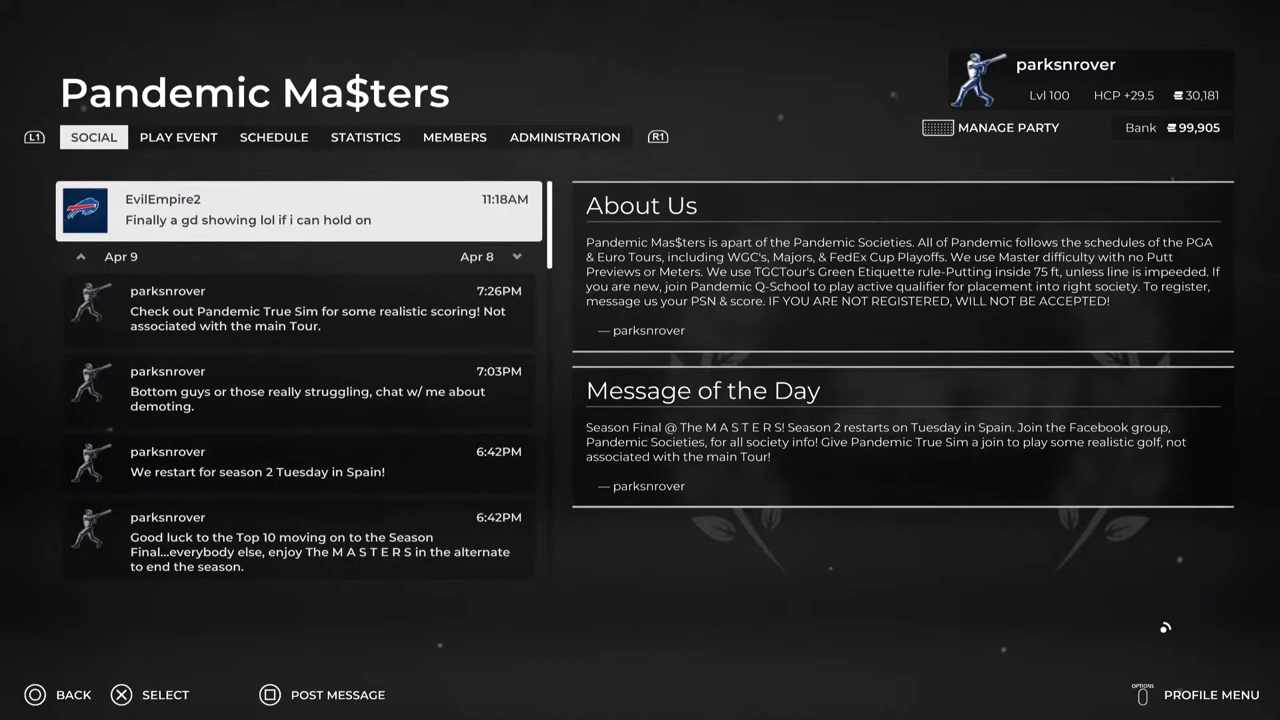 Pandemic Ma$ters
parksnrover
Lvl 100 HCP +29.5 30,181
L1 SOCIAL PLAY EVENT SCHEDULE STATISTICS MEMBERS ADMINISTRATION R1
MANAGE PARTY Bank 99,905
EvilEmpire2 11:18AM
Finally a gd showing lol if i can hold on
Apr 9 Apr 8
parksnrover 7:26PM
Check out Pandemic True Sim for some realistic scoring! Not
associated with the main Tour.
parksnrover 7:03PM
Bottom guys or those really struggling, chat w/ me about
demoting.
parksnrover 6:42PM
We restart for season 2 Tuesday in Spain!
parksnrover 6:42PM
Good luck to the Top 10 moving on to the Season
Final...everybody else, enjoy The M A S T E R S in the alternate
to end the season.
About Us
Pandemic Mas$ters is apart of the Pandemic Societies. All of Pandemic follows the schedules of the PGA
& Euro Tours, including WGC's, Majors, & FedEx Cup Playoffs. We use Master difficulty with no Putt
Previews or Meters. We use TGCTour's Green Etiquette rule-Putting inside 75 ft, unless line is impeeded. If
you are new, join Pandemic Q-School to play active qualifier for placement into right society. To register,
message us your PSN & score. IF YOU ARE NOT REGISTERED, WILL NOT BE ACCEPTED!
— parksnrover
Message of the Day
Season Final @ The M A S T E R S! Season 2 restarts on Tuesday in Spain. Join the Facebook group,
Pandemic Societies, for all society info! Give Pandemic True Sim a join to play some realistic golf, not
associated with the main Tour!
— parksnrover
BACK SELECT POST MESSAGE
OPTIONS PROFILE MENU